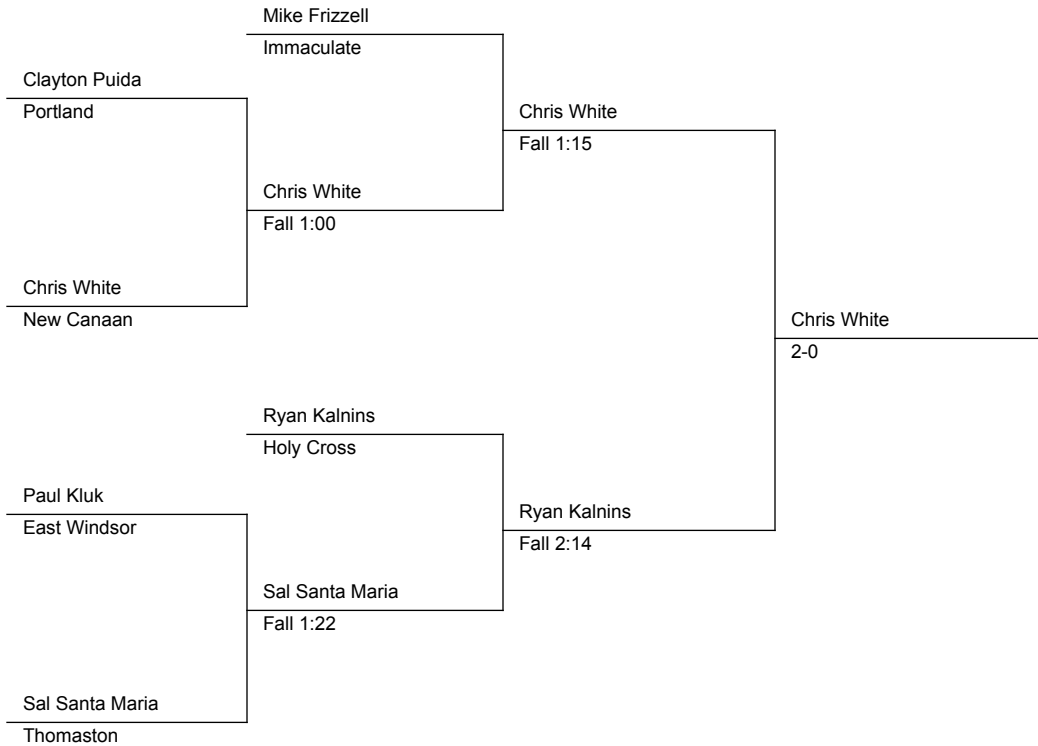 Mike Frizzell
Immaculate
Clayton Puida
Portland
Chris White
Fall 1:15
Chris White
Fall 1:00
Chris White
New Canaan
Chris White
2-0
Ryan Kalnins
Holy Cross
Paul Kluk
East Windsor
Ryan Kalnins
Fall 2:14
Sal Santa Maria
Fall 1:22
Sal Santa Maria
Thomaston